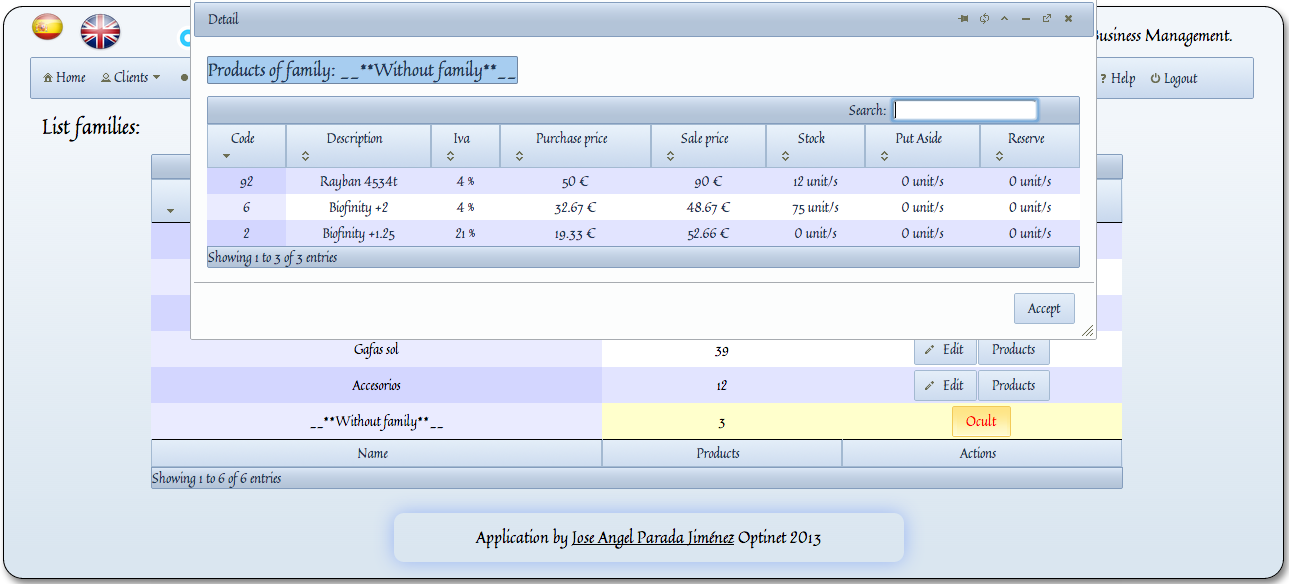 Detail
Business Management.
Home Clients
? Help Logout
Products of family: __**Without family**__
List families:
Search:
Code Description Iva Purchase price Sale price Stock Put Aside Reserve
92 Rayban 4534t 4 % 50 € 90 € 12 unit/s 0 unit/s 0 unit/s
6 Biofinity +2 4 % 32.67 € 48.67 € 75 unit/s 0 unit/s 0 unit/s
2 Biofinity +1.25 21 % 19.33 € 52.66 € 0 unit/s 0 unit/s 0 unit/s
Showing 1 to 3 of 3 entries
Accept
Gafas sol 39 Edit Products
Accesorios 12 Edit Products
__**Without family**__ 3 Ocult
Name Products Actions
Showing 1 to 6 of 6 entries
Application by Jose Angel Parada Jiménez Optinet 2013